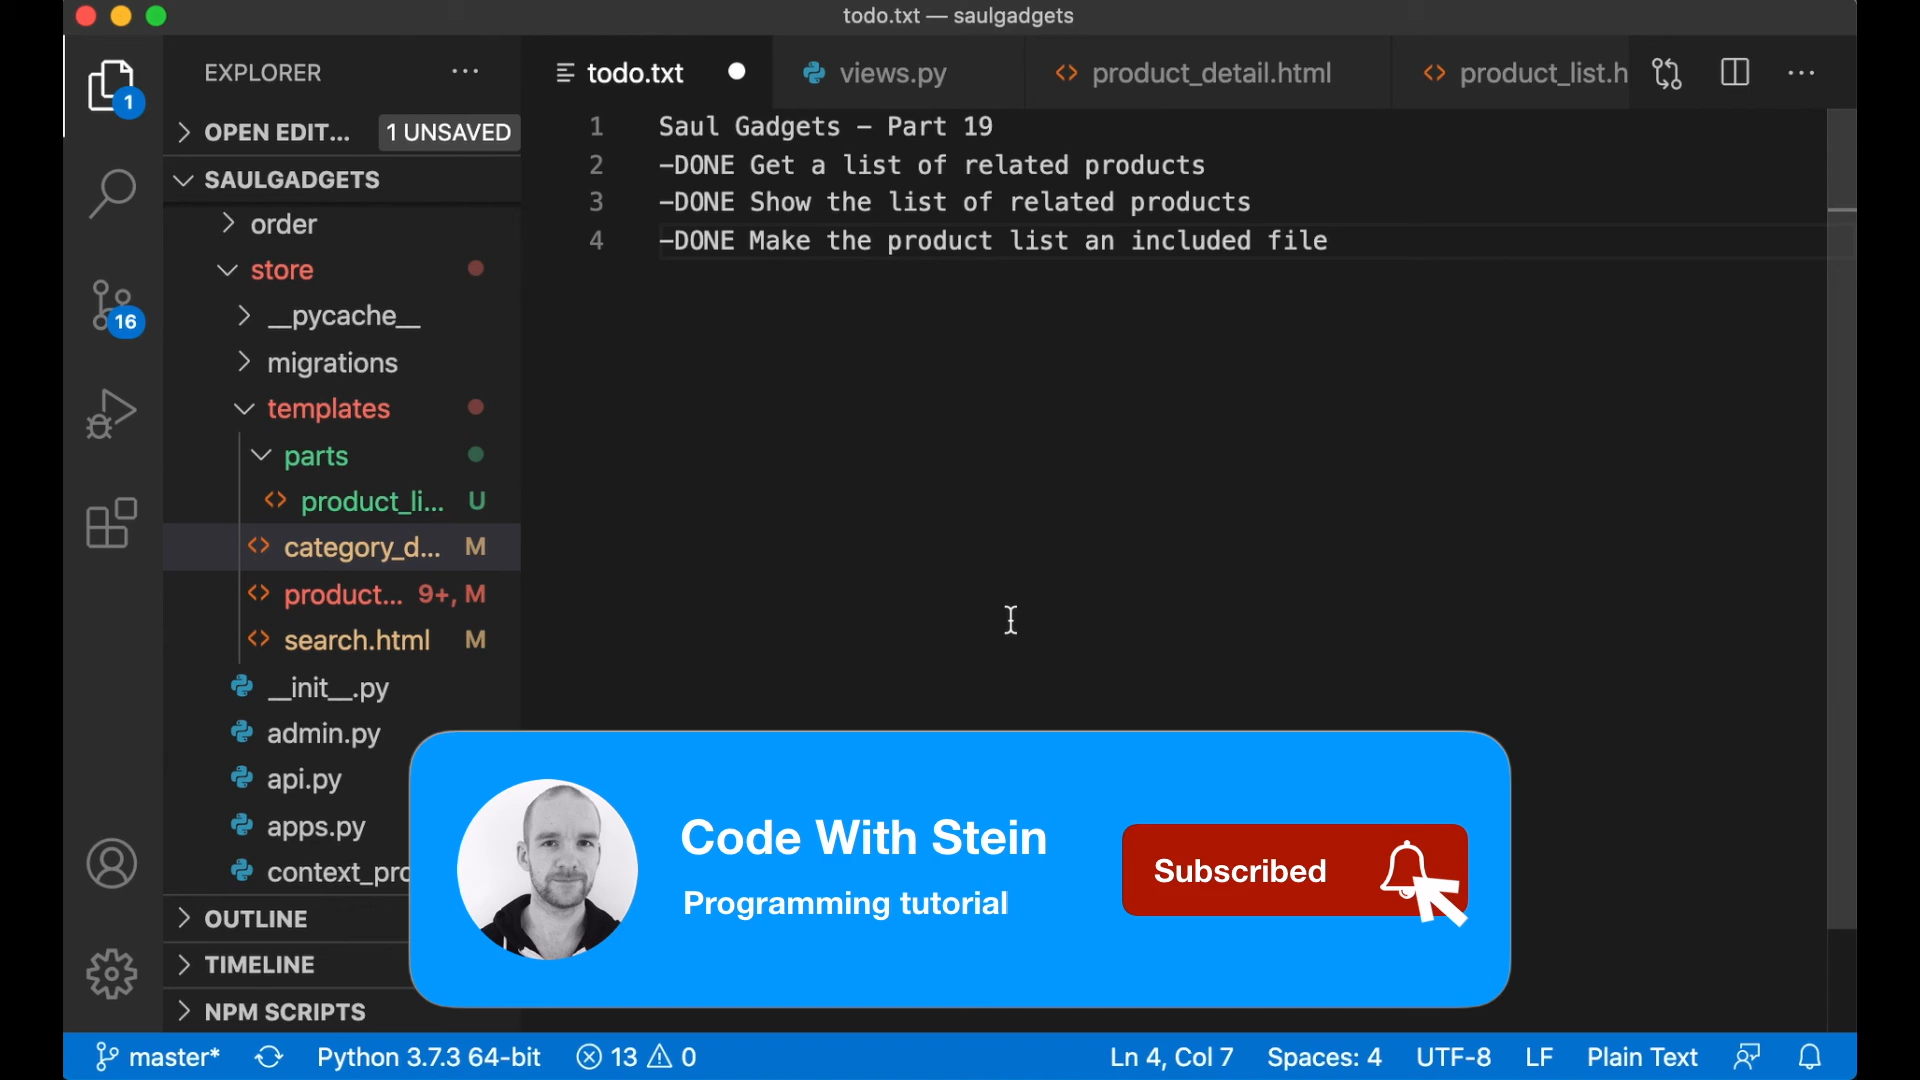 todo.txt — saulgadgets
EXPLORER
1
OPEN EDIT... 1 UNSAVED
SAULGADGETS
order
store
__pycache__
migrations
templates
parts
product_li... U
category_d... M
product... 9+, M
search.html M
__init__.py
admin.py
api.py
apps.py
context_pro
OUTLINE
TIMELINE
NPM SCRIPTS
16
todo.txt views.py product_detail.html product_list.h
1 Saul Gadgets – Part 19
2 –DONE Get a list of related products
3 –DONE Show the list of related products
4 –DONE Make the product list an included file
Code With Stein
Programming tutorial
Subscribed
master* Python 3.7.3 64-bit 13 0 Ln 4, Col 7 Spaces: 4 UTF-8 LF Plain Text